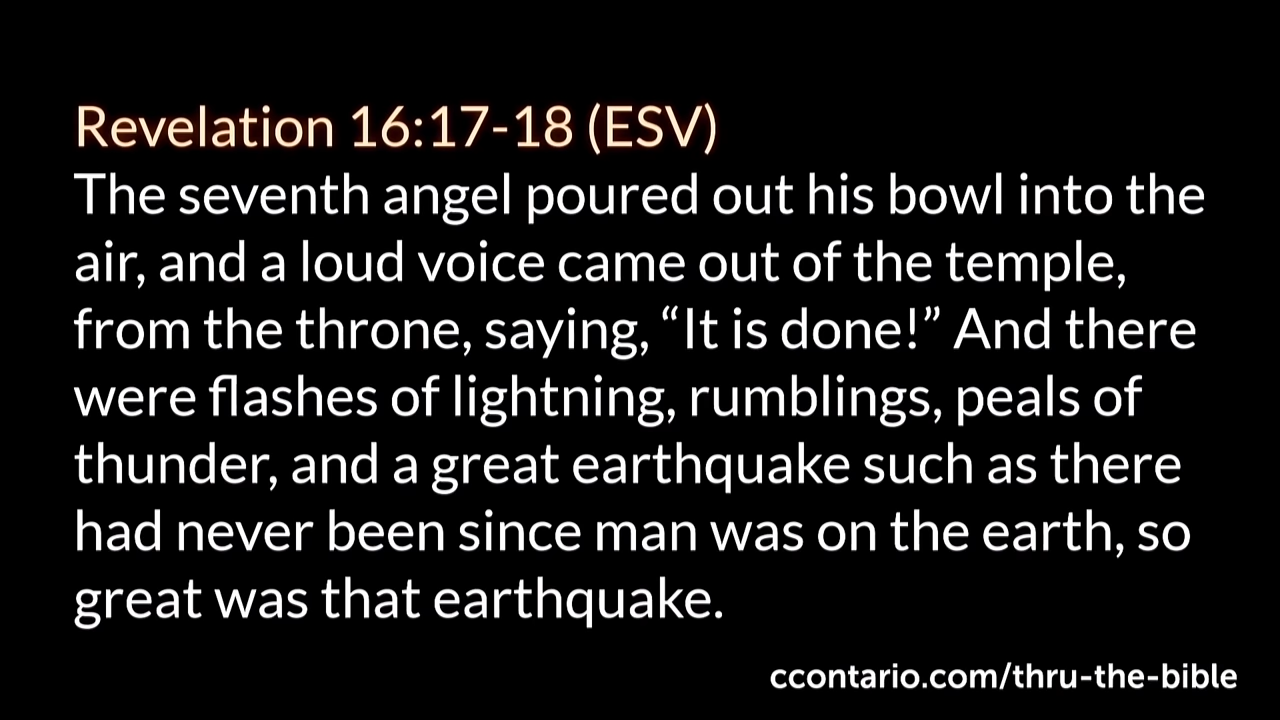 Revelation 16:17-18 (ESV)
The seventh angel poured out his bowl into the
air, and a loud voice came out of the temple,
from the throne, saying, “It is done!” And there
were flashes of lightning, rumblings, peals of
thunder, and a great earthquake such as there
had never been since man was on the earth, so
great was that earthquake.
ccontario.com/thru-the-bible